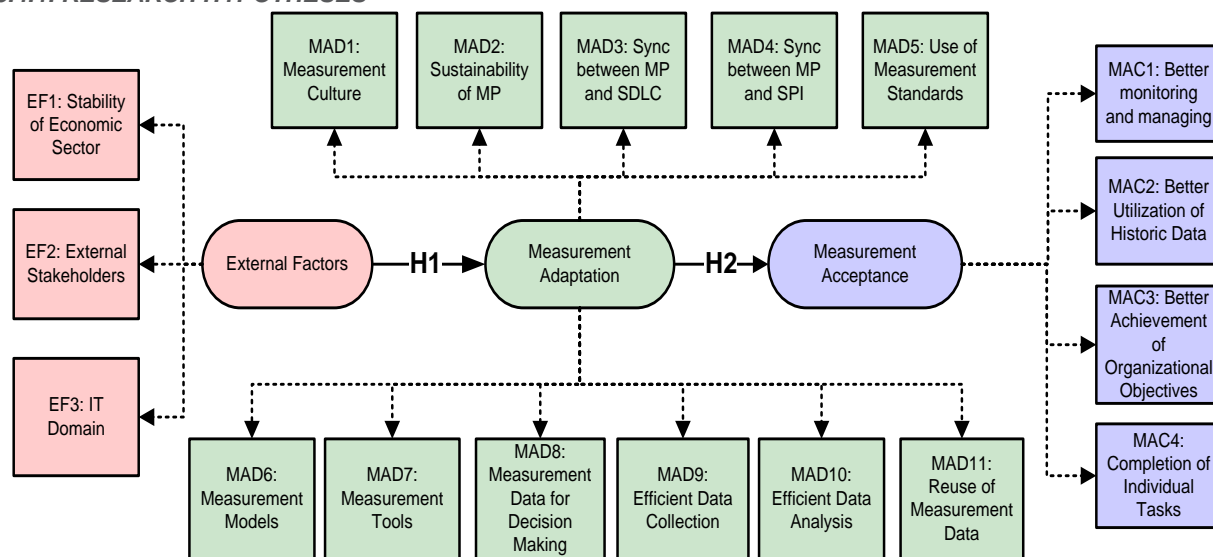 RESEARCH HYPOTHESES
MAD1:
Measurement
Culture
MAD2:
Sustainability
of MP
MAD3: Sync
between MP
and SDLC
MAD4: Sync
between MP
and SPI
MAD5: Use of
Measurement
Standards
EF1: Stability
of Economic
Sector
EF2: External
Stakeholders
EF3: IT
Domain
External Factors
H1
Measurement
Adaptation
H2
Measurement
Acceptance
MAC1: Better
monitoring
and managing
MAC2: Better
Utilization of
Historic Data
MAC3: Better
Achievement
of
Organizational
Objectives
MAC4:
Completion of
Individual
Tasks
MAD6:
Measurement
Models
MAD7:
Measurement
Tools
MAD8:
Measurement
Data for
Decision
Making
MAD9:
Efficient Data
Collection
MAD10:
Efficient Data
Analysis
MAD11:
Reuse of
Measurement
Data